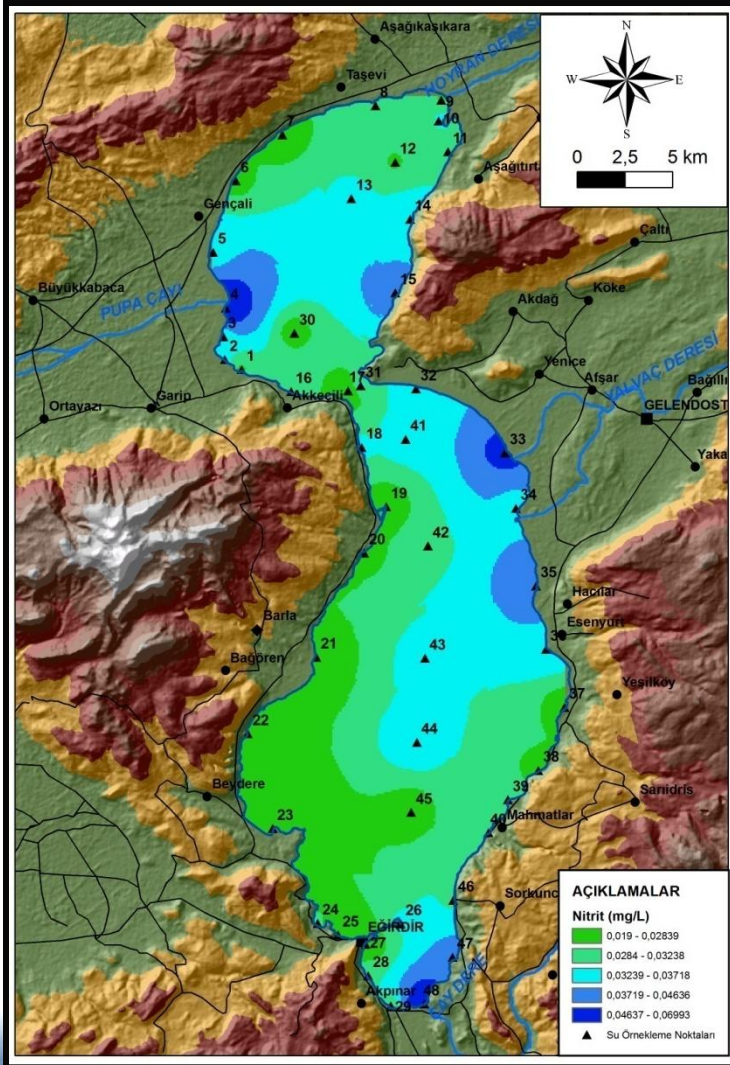 Aşağıkaşıkara
Taşevi
HOYRAN DERESİ
N
W
E
S
0 2,5 5 km
8
9
7
10
11
12
6
Aşağıtırt
13
Gençali
14
Çaltı
5
15
Büyükkabaca
PUPA ÇAYI
4
Köke
Akdağ
3
30
2
1
31
32
Yenice
YALVAÇ DERESİ
16
17
Afşar
Bağıllı
Ortayazı
Garip
Akkeçili
GELENDOST
41
18
33
Yaka
19
34
42
20
35
Hacılar
Barla
Esenyurt
21
43
Bağören
Yeşilköy
37
22
44
38
Beydere
39
Sarıidris
45
Mahmatlar
23
40
46
Sorkunc
24
25
26
EĞİRDİR
27
47
28
Akpınar
48
29
AÇIKLAMALAR
Nitrit (mg/L)
0,019 - 0,02839
0,0284 - 0,03238
0,03239 - 0,03718
0,03719 - 0,04636
0,04637 - 0,06993
Su Örnekleme Noktaları